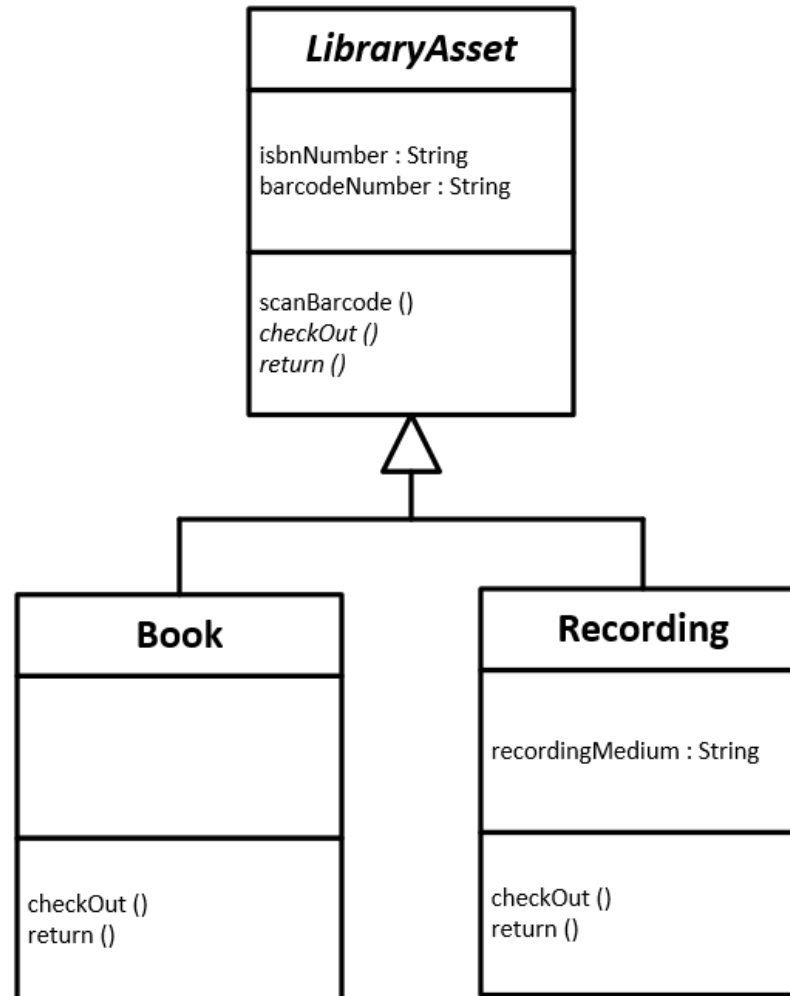 LibraryAsset
isbnNumber : String
barcodeNumber : String
scanBarcode ()
checkOut ()
return ()
Book
checkOut ()
return ()
Recording
recordingMedium : String
checkOut ()
return ()